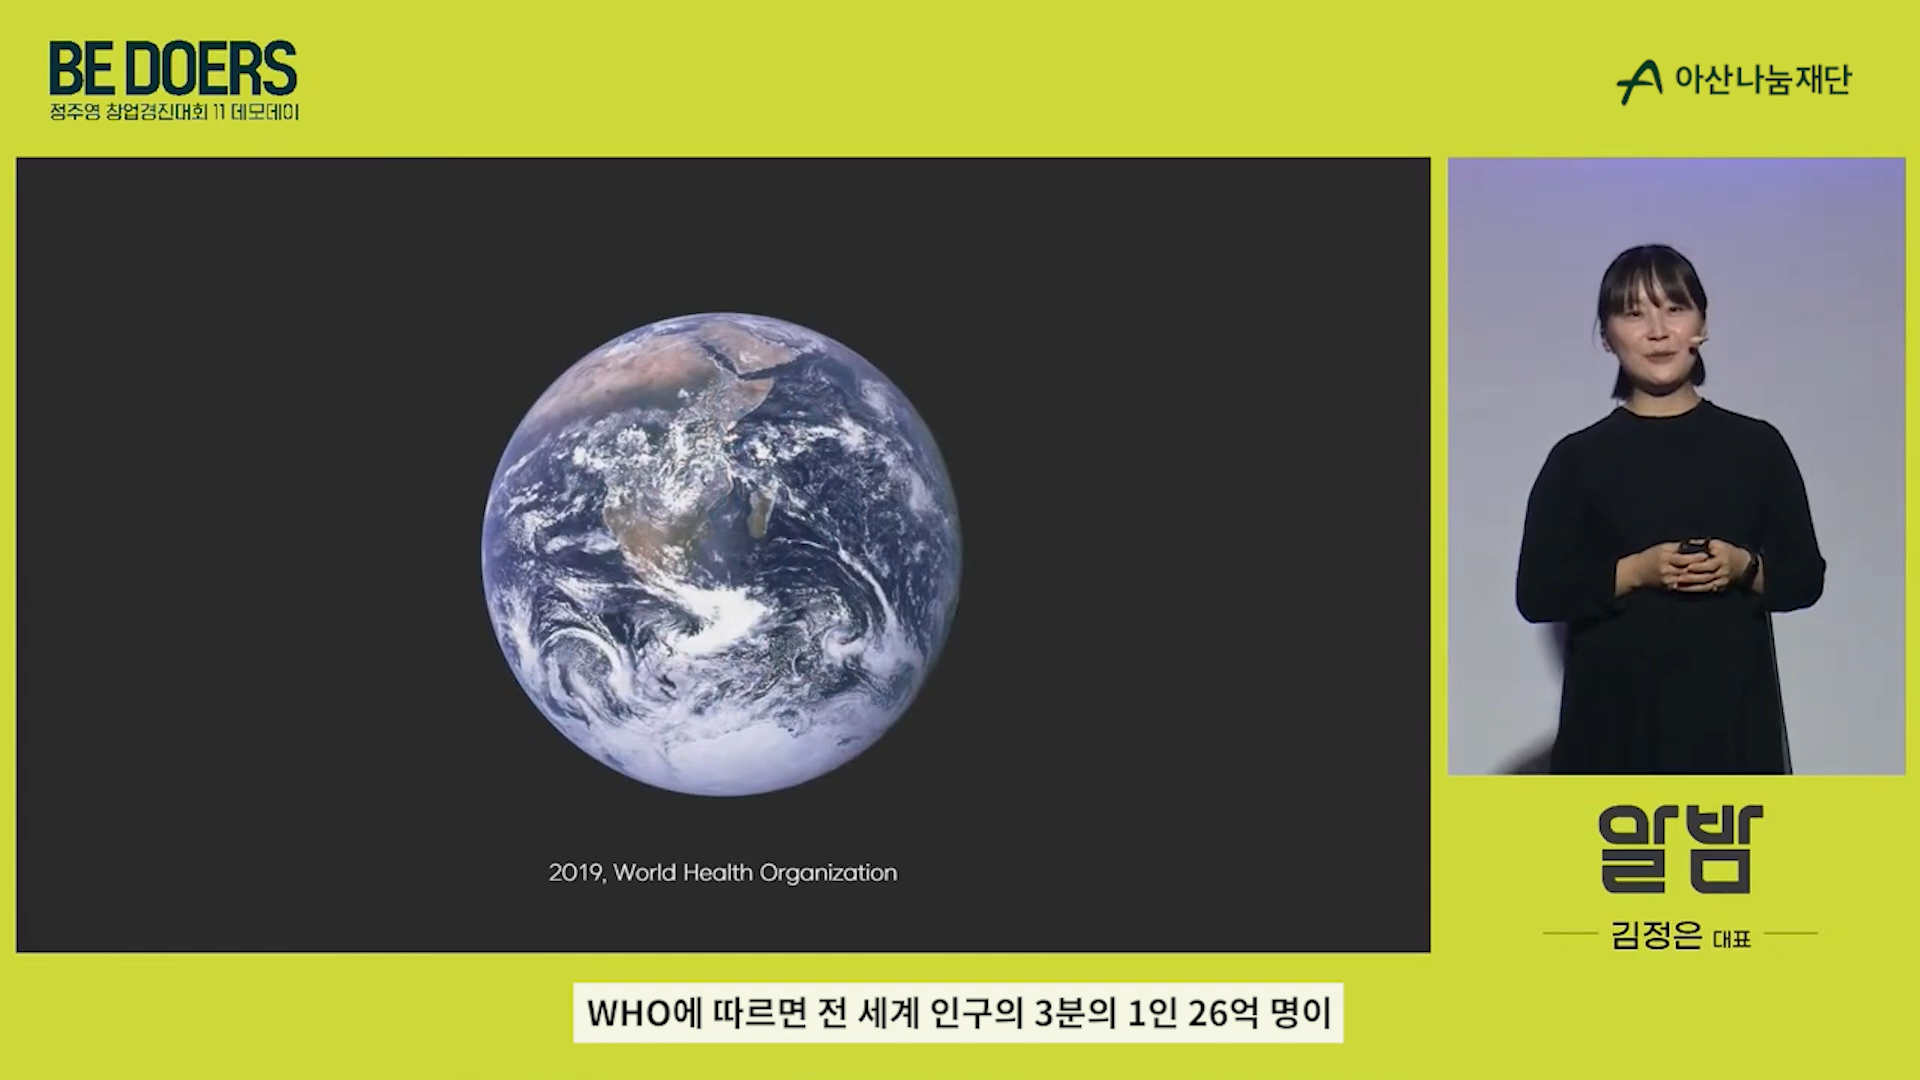 BE DOERS
정주영 창업경진대회 11 데모데이
아산나눔재단
2019, World Health Organization
알밤
김정은 대표
WHO에 따르면 전 세계 인구의 3분의 1인 26억 명이